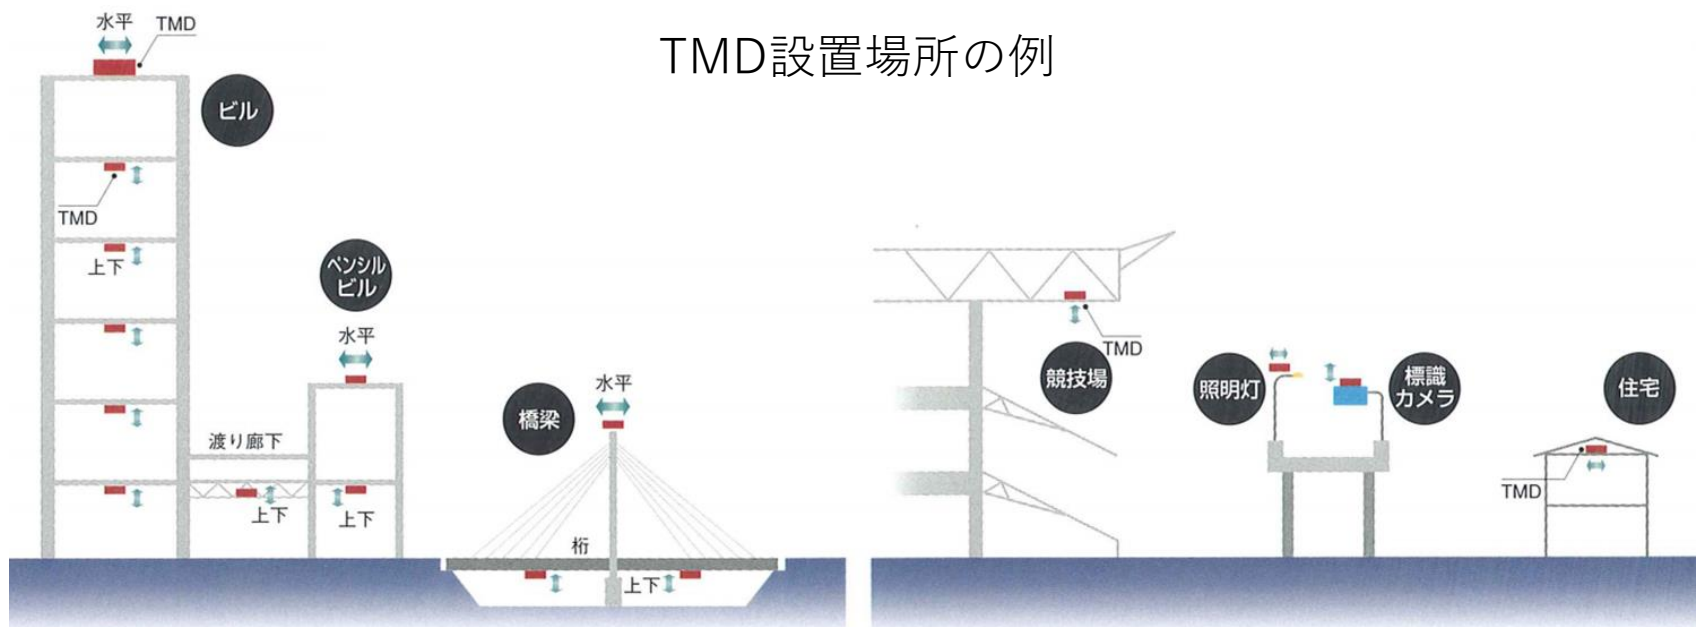 TMD設置場所の例
水平
TMD
ビル
TMD
上下
ペンシル
ビル
水平
渡り廊下
上下
上下
橋梁
水平
桁
上下
TMD
競技場
照明灯
標識
カメラ
住宅
TMD